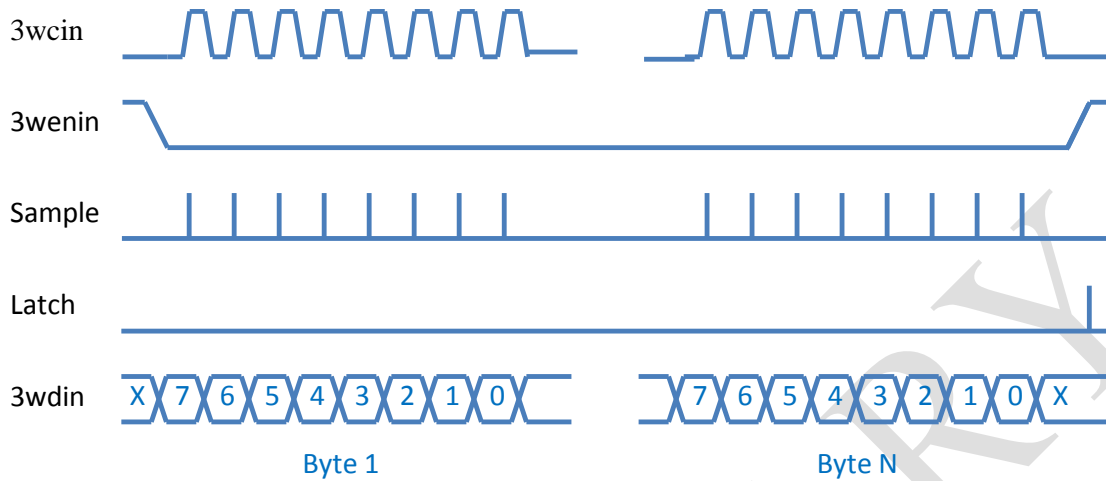 3wcin
3wenin
Sample
Latch
3wdin X 7 6 5 4 3 2 1 0 7 6 5 4 3 2 1 0 X
Byte 1 Byte N
RY